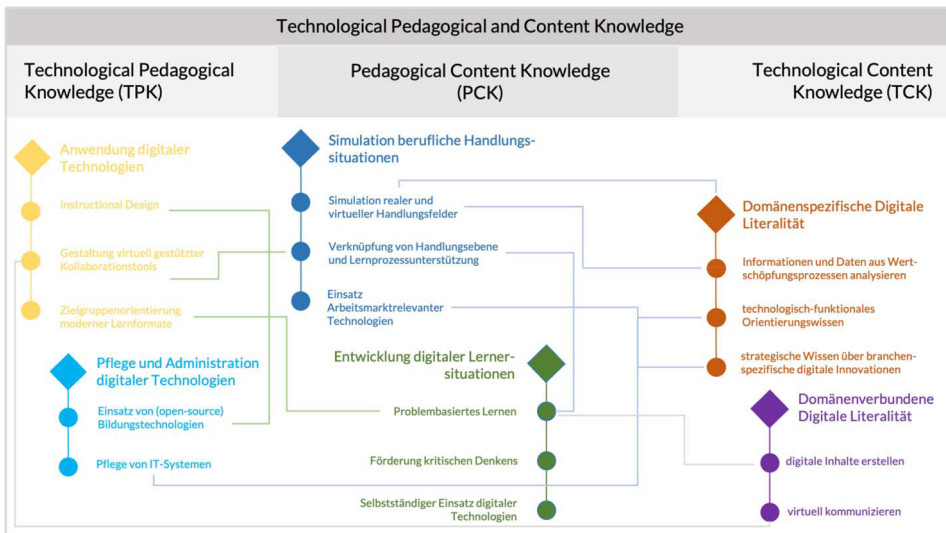 Technological Pedagogical and Content Knowledge
Technological Pedagogical
Knowledge (TPK)
Pedagogical Content Knowledge
(PCK)
Technological Content
Knowledge (TCK)
Anwendung digitaler
Technologien
Instructional Design
Gestaltung virtuell gestützter
Kollaborationstools
Zielgruppenorientierung
moderner Lernformate
Pflege und Administration
digitaler Technologien
Einsatz von (open-source)
Bildungstechnologien
Pflege von IT-Systemen
Simulation berufliche Handlungs-
situationen
Simulation realer und
virtueller Handlungsfelder
Verknüpfung von Handlungsebene
und Lernprozessunterstützung
Einsatz
Arbeitsmarktrelevanter
Technologien
Entwicklung digitaler Lerner-
situationen
Problembasiertes Lernen
Förderung kritischen Denkens
Selbstständiger Einsatz digitaler
Technologien
Domänenspezifische Digitale
Literalität
Informationen und Daten aus Wert-
schöpfungsprozessen analysieren
technologisch-funktionales
Orientierungswissen
strategische Wissen über branchen-
spezifische digitale Innovationen
Domänenverbundene
Digitale Literalität
digitale Inhalte erstellen
virtuell kommunizieren